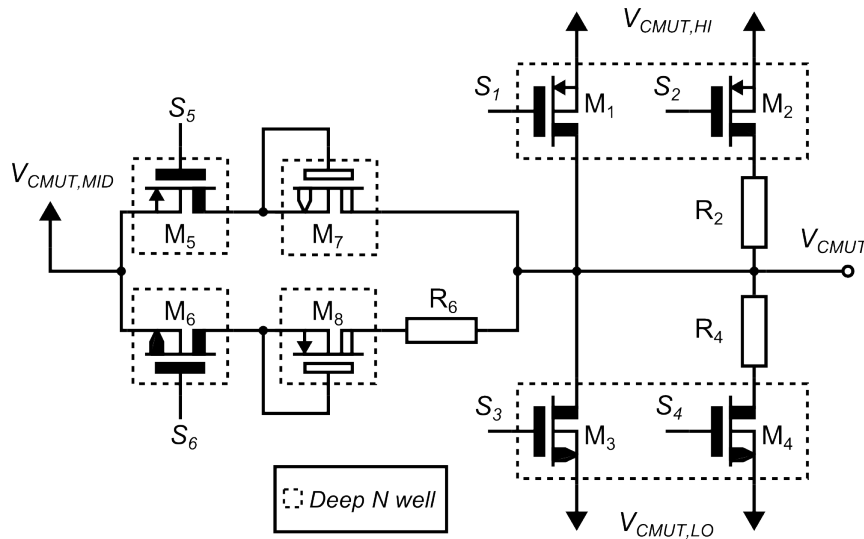 V_CMUT,HI
S_1
M_1
S_2
M_2
S_5
V_CMUT,MID
M_5
M_7
R_2
V_CMUT
M_6
M_8
R_6
R_4
S_6
S_3
M_3
S_4
M_4
Deep N well
V_CMUT,LO